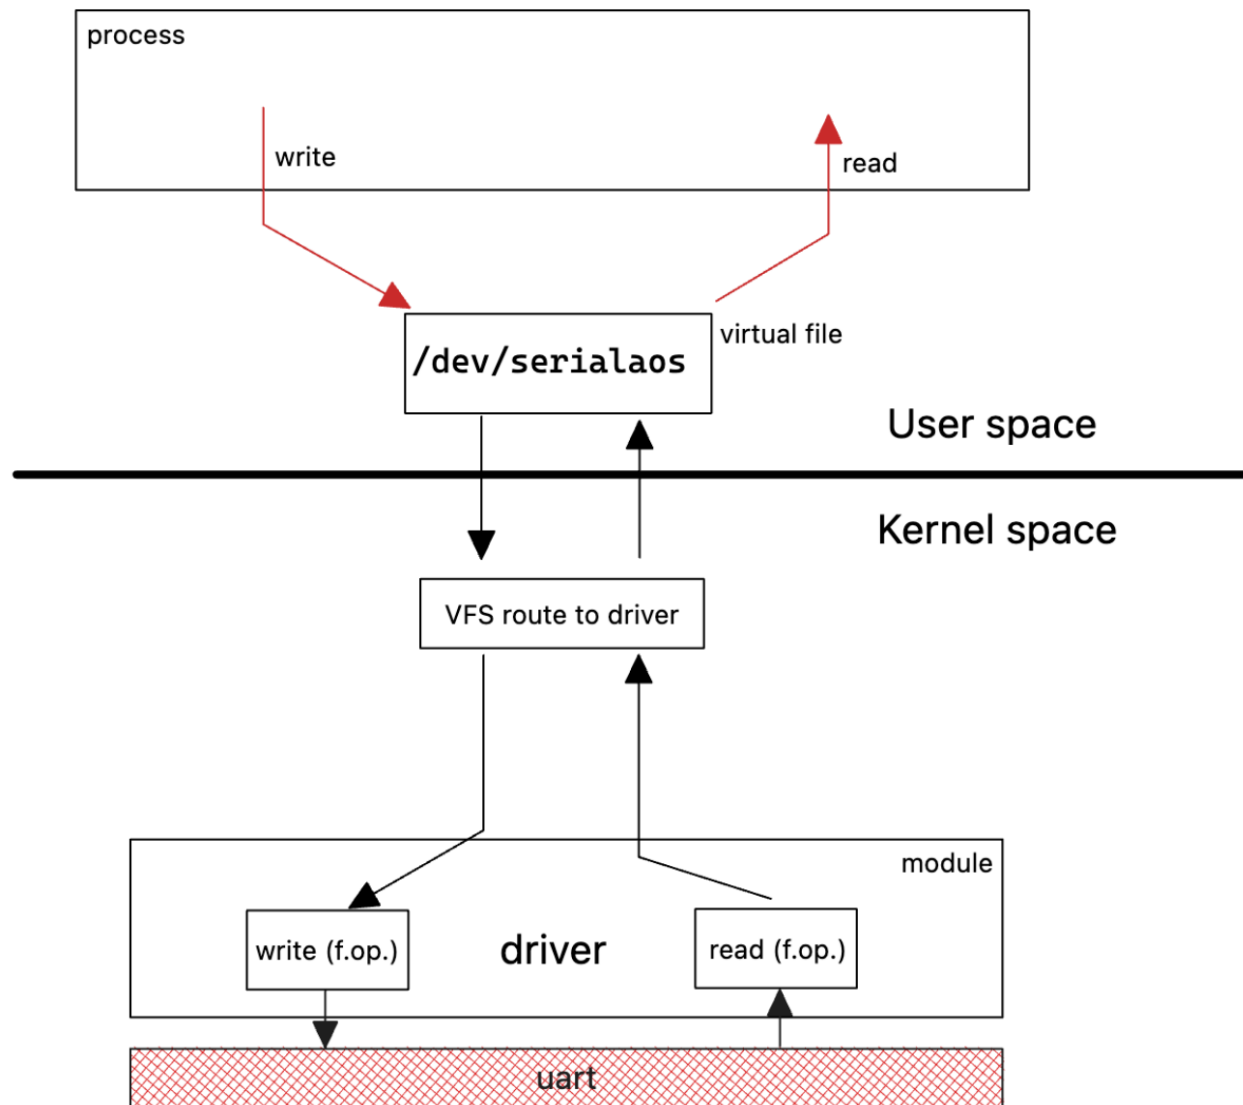 process
write
read
/dev/serialaos
virtual file
User space
Kernel space
VFS route to driver
module
write (f.op.)
driver
read (f.op.)
uart